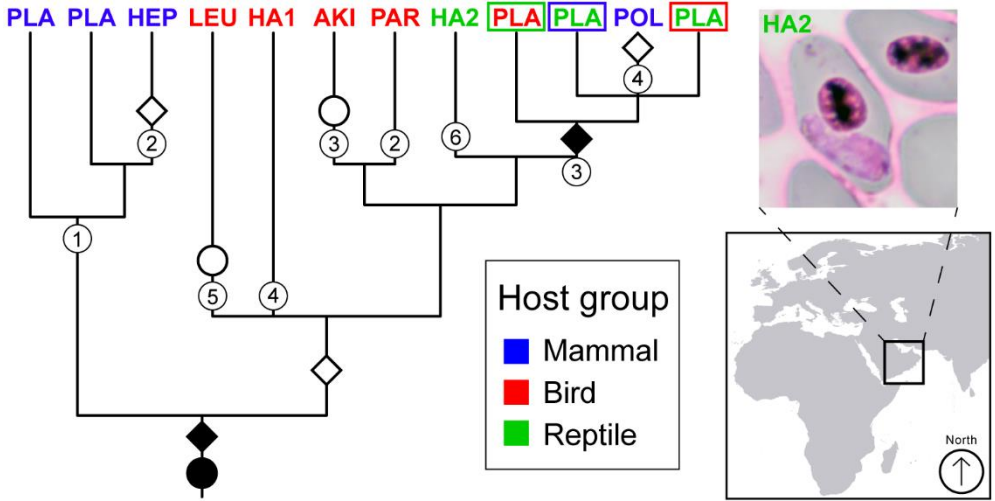 PLA PLA HEP LEU HA1 AKI PAR HA2 PLA PLA POL PLA
HA2
4
2
3
2
6
3
1
5
4
Host group
Mammal
Bird
Reptile
North